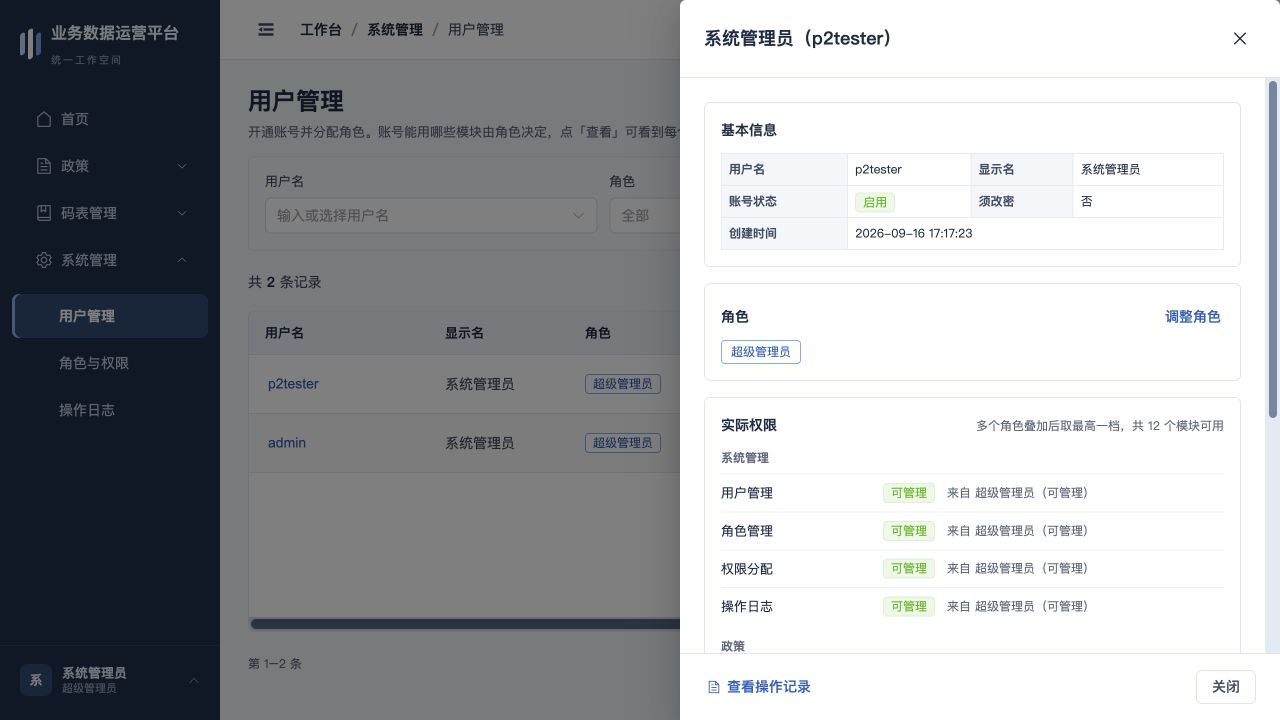 业务数据运营平台
统一工作空间
首页
政策
码表管理
系统管理
用户管理
角色与权限
操作日志
系
系统管理员
超级管理员
工作台 / 系统管理 / 用户管理
用户管理
开通账号并分配角色。账号能用哪些模块由角色决定，点「查看」可看到每
用户名
角色
输入或选择用户名
全部
共 2 条记录
用户名 显示名 角色
p2tester 系统管理员 超级管理员
admin 系统管理员 超级管理员
第 1–2 条
系统管理员（p2tester）
基本信息
用户名 p2tester 显示名 系统管理员
账号状态 启用 须改密 否
创建时间 2026-09-16 17:17:23
角色
调整角色
超级管理员
实际权限
多个角色叠加后取最高一档，共 12 个模块可用
系统管理
用户管理 可管理 来自 超级管理员（可管理）
角色管理 可管理 来自 超级管理员（可管理）
权限分配 可管理 来自 超级管理员（可管理）
操作日志 可管理 来自 超级管理员（可管理）
政策
查看操作记录
关闭